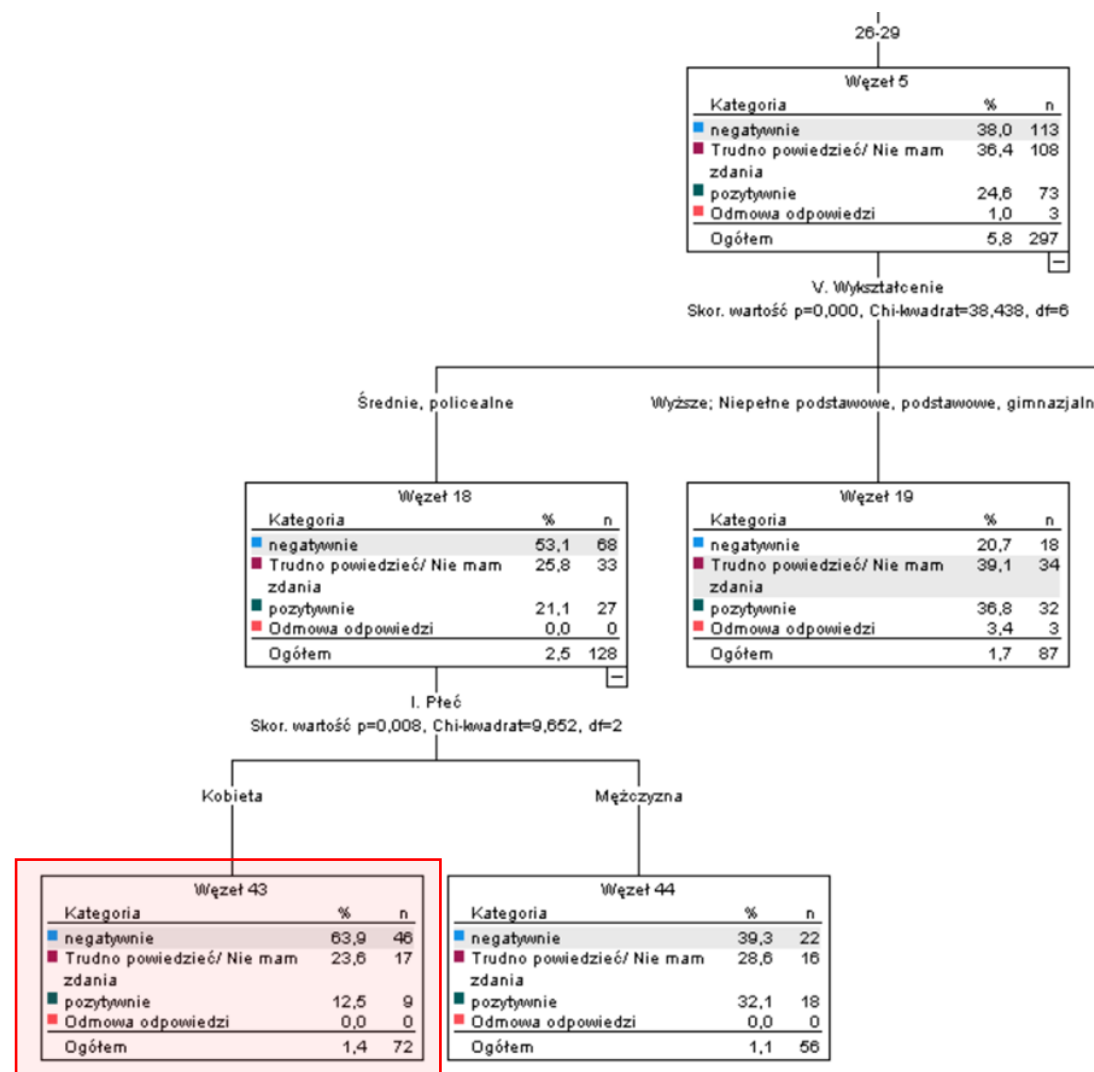 26-29
Węzeł 5
Kategoria % n
negatywnie 38,0 113
Trudno powiedzieć/ Nie mam 36,4 108
zdania
pozytywnie 24,6 73
Odmowa odpowiedzi 1,0 3
Ogółem 5,8 297
V. Wykształcenie
Skor. wartość p=0,000, Chi-kwadrat=38,438, df=6
Średnie, policealne
Wyższe; Niepełne podstawowe, podstawowe, gimnazjaln
Węzeł 18
Kategoria % n
negatywnie 53,1 68
Trudno powiedzieć/ Nie mam 25,8 33
zdania
pozytywnie 21,1 27
Odmowa odpowiedzi 0,0 0
Ogółem 2,5 128
Węzeł 19
Kategoria % n
negatywnie 20,7 18
Trudno powiedzieć/ Nie mam 39,1 34
zdania
pozytywnie 36,8 32
Odmowa odpowiedzi 3,4 3
Ogółem 1,7 87
I. Płeć
Skor. wartość p=0,008, Chi-kwadrat=9,652, df=2
Kobieta
Mężczyzna
Węzeł 43
Kategoria % n
negatywnie 63,9 46
Trudno powiedzieć/ Nie mam 23,6 17
zdania
pozytywnie 12,5 9
Odmowa odpowiedzi 0,0 0
Ogółem 1,4 72
Węzeł 44
Kategoria % n
negatywnie 39,3 22
Trudno powiedzieć/ Nie mam 28,6 16
zdania
pozytywnie 32,1 18
Odmowa odpowiedzi 0,0 0
Ogółem 1,1 56